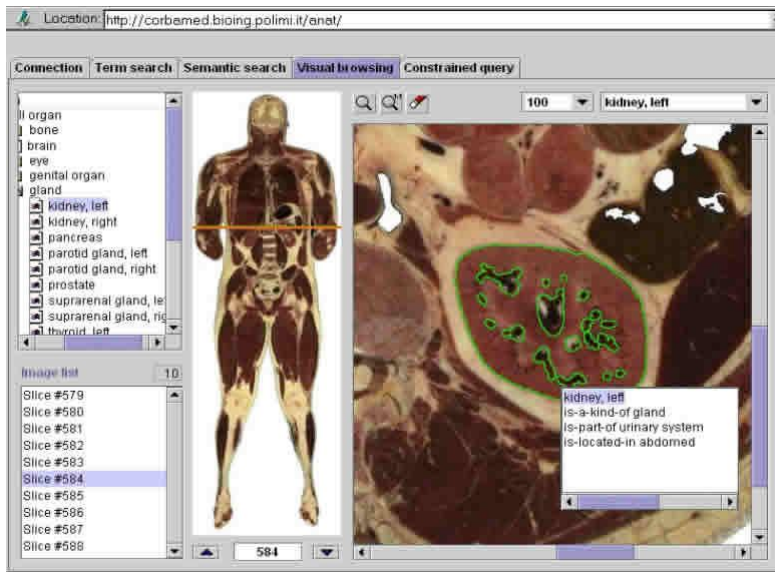 Location: http://corbamed.bioing.polimi.it/anat/
Connection Term search Semantic search Visual browsing Constrained query
100 kidney, left
ll organ
bone
brain
eye
genital organ
gland
kidney, left
kidney, right
pancreas
parotid gland, left
parotid gland, right
prostate
suprarenal gland, le
suprarenal gland, rig
thyroid, left
Image list 10
Slice #579
Slice #580
Slice #581
Slice #582
Slice #583
Slice #584
Slice #585
Slice #586
Slice #587
Slice #588
584
kidney, left
is-a-kind-of gland
is-part-of urinary system
is-located-in abdomed